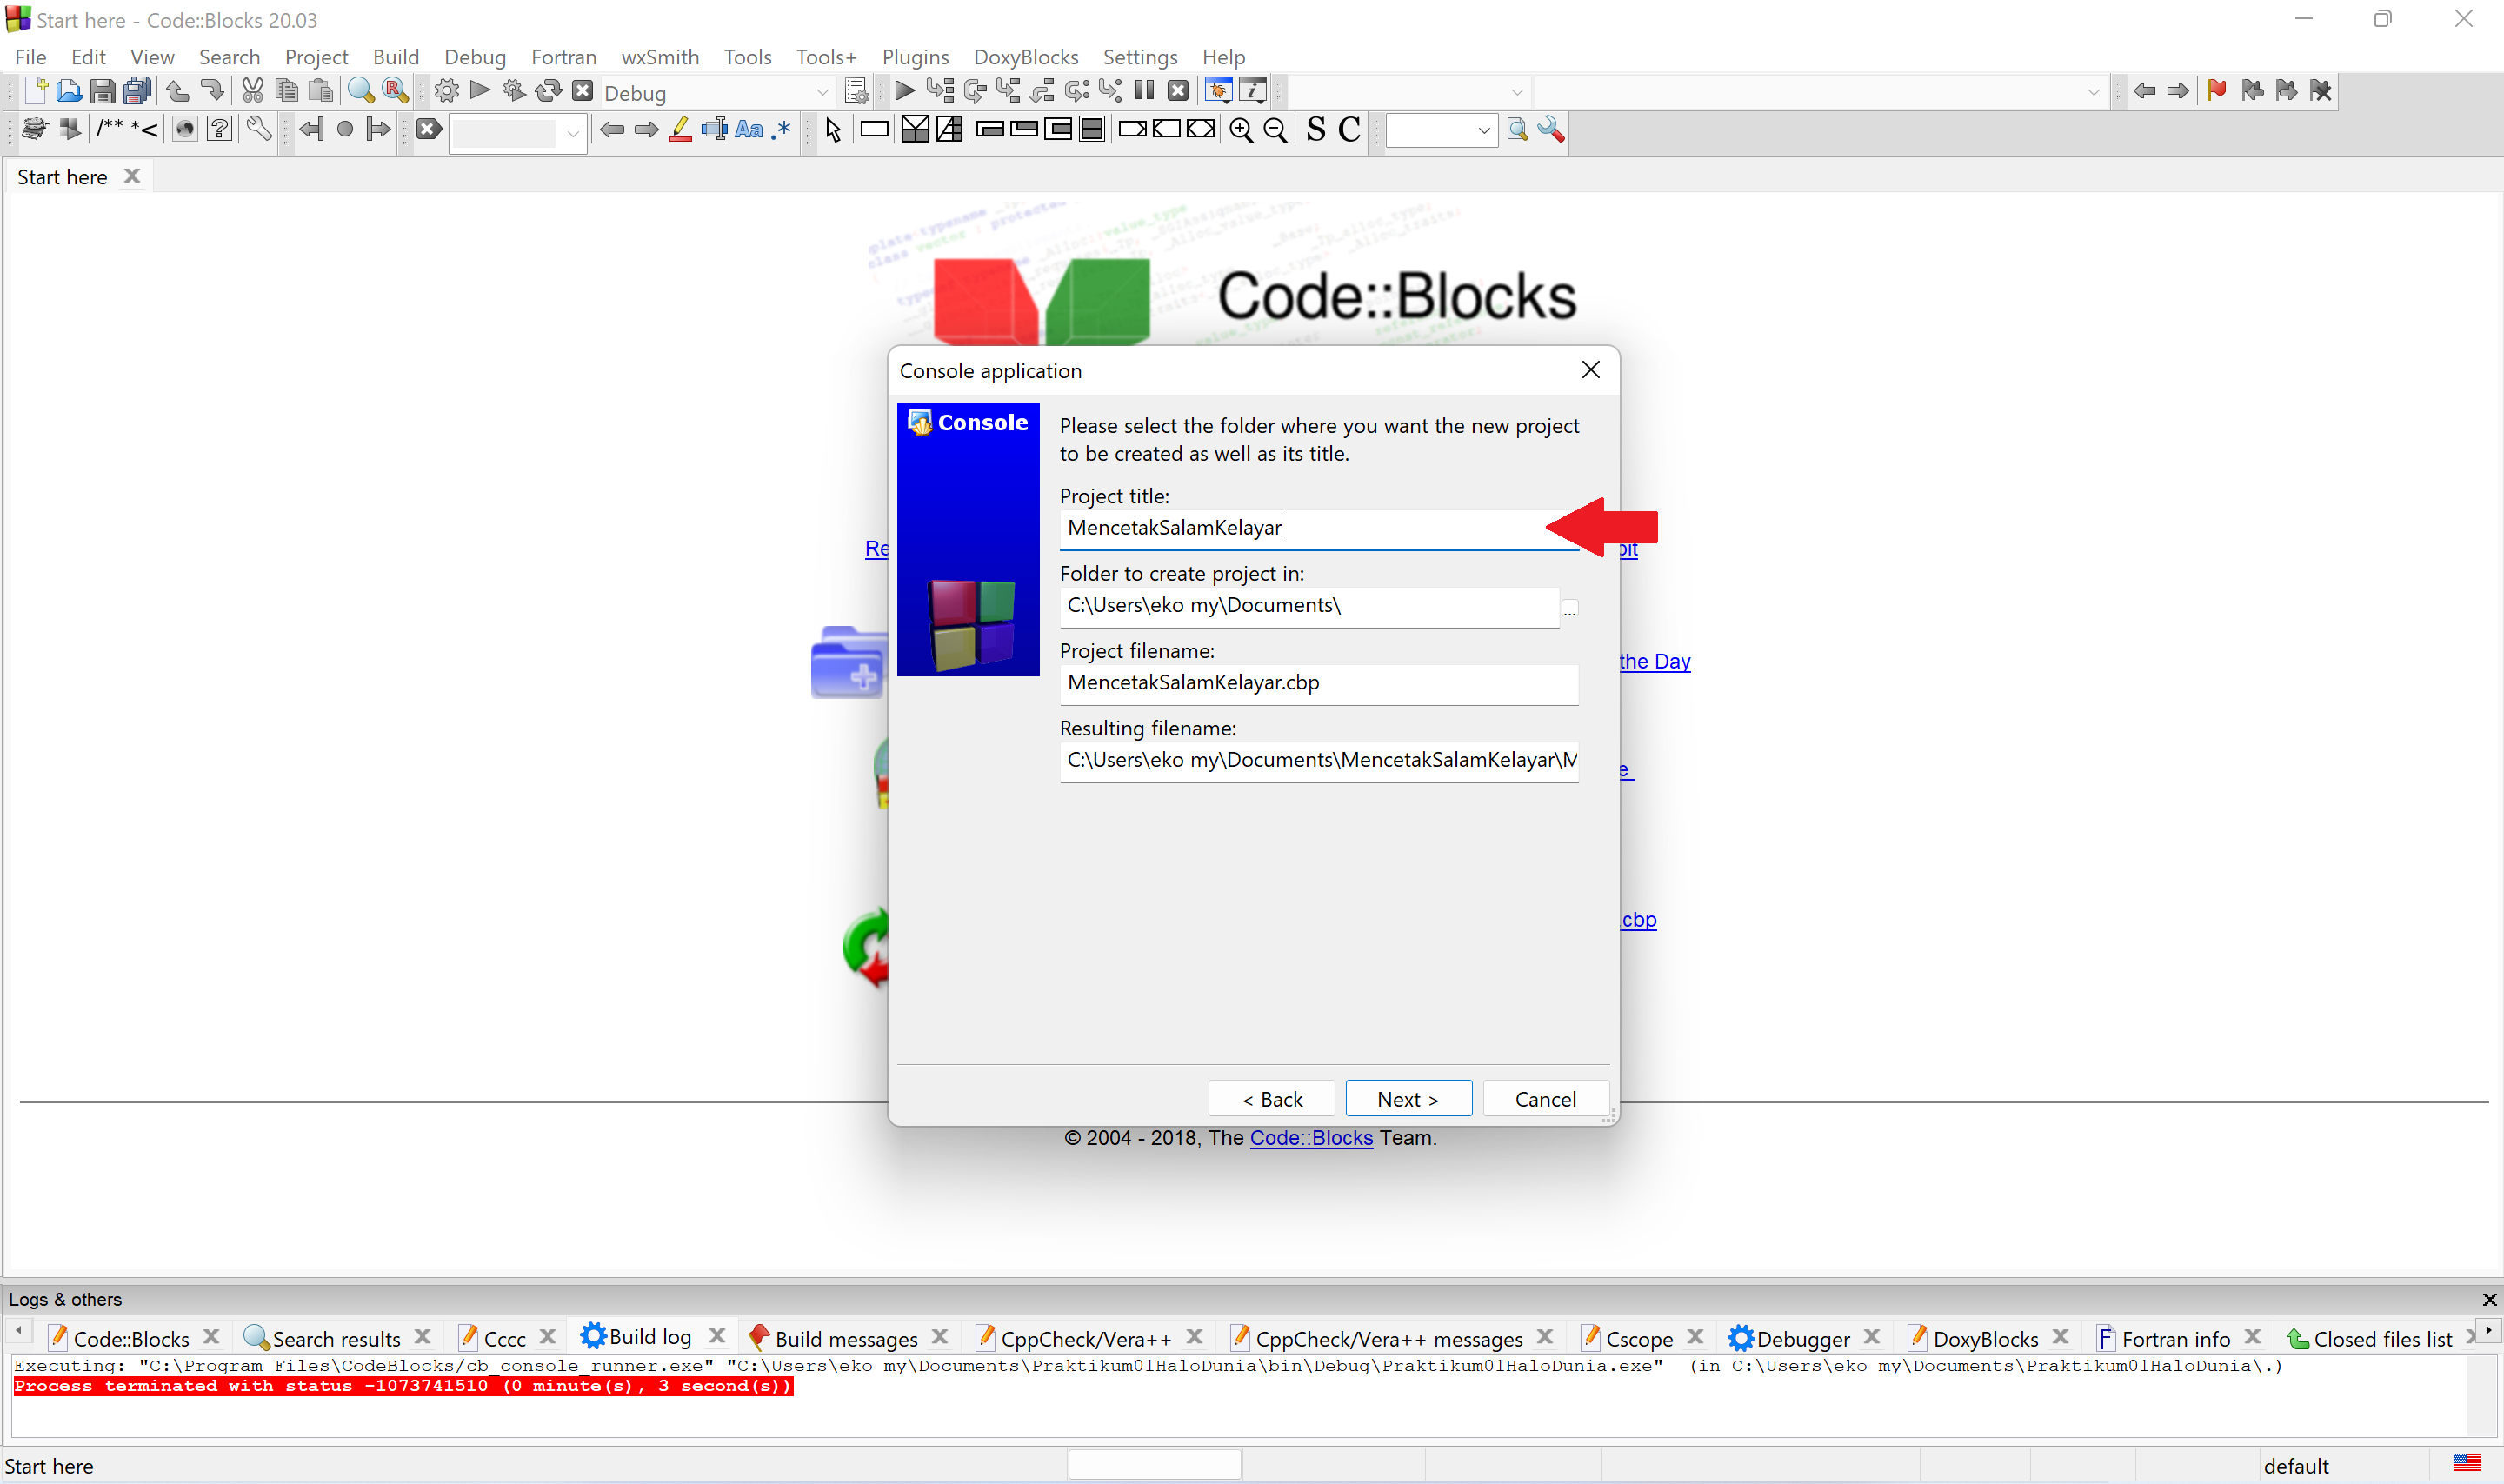 Start here - Code::Blocks 20.03
File Edit View Search Project Build Debug Fortran wxSmith Tools Tools+ Plugins DoxyBlocks Settings Help
Debug
/** *< Aa .* S C
Start here
Code::Blocks
Console application
Console
Please select the folder where you want the new project
to be created as well as its title.
Project title:
MencetakSalamKelayar
Folder to create project in:
C:\Users\eko my\Documents\
...
Project filename:
MencetakSalamKelayar.cbp
Resulting filename:
C:\Users\eko my\Documents\MencetakSalamKelayar\M
Re
the Day
e
.cbp
< Back Next > Cancel
© 2004 - 2018, The Code::Blocks Team.
Logs & others
Code::Blocks Search results Cccc Build log Build messages CppCheck/Vera++ CppCheck/Vera++ messages Cscope Debugger DoxyBlocks Fortran info Closed files list
Executing: "C:\Program Files\CodeBlocks/cb_console_runner.exe" "C:\Users\eko my\Documents\Praktikum01HaloDunia\bin\Debug\Praktikum01HaloDunia.exe" (in C:\Users\eko my\Documents\Praktikum01HaloDunia\.)
Process terminated with status -1073741510 (0 minute(s), 3 second(s))
Start here default